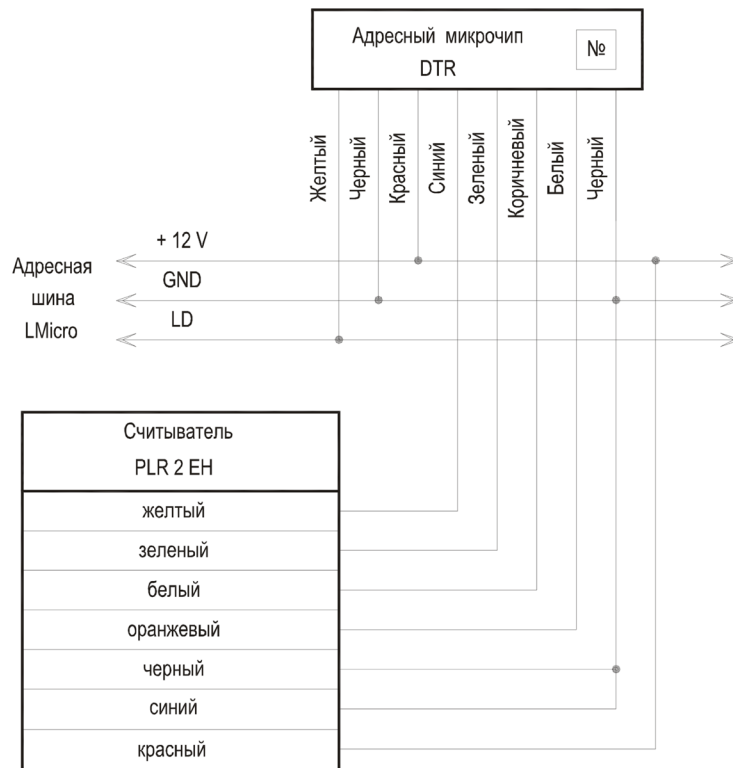 Адресный микрочип
DTR
№
Желтый
Черный
Красный
Синий
Зеленый
Коричневый
Белый
Черный
Адресная
шина
LMicro
+ 12 V
GND
LD
Считыватель
PLR 2 EH
желтый
зеленый
белый
оранжевый
черный
синий
красный